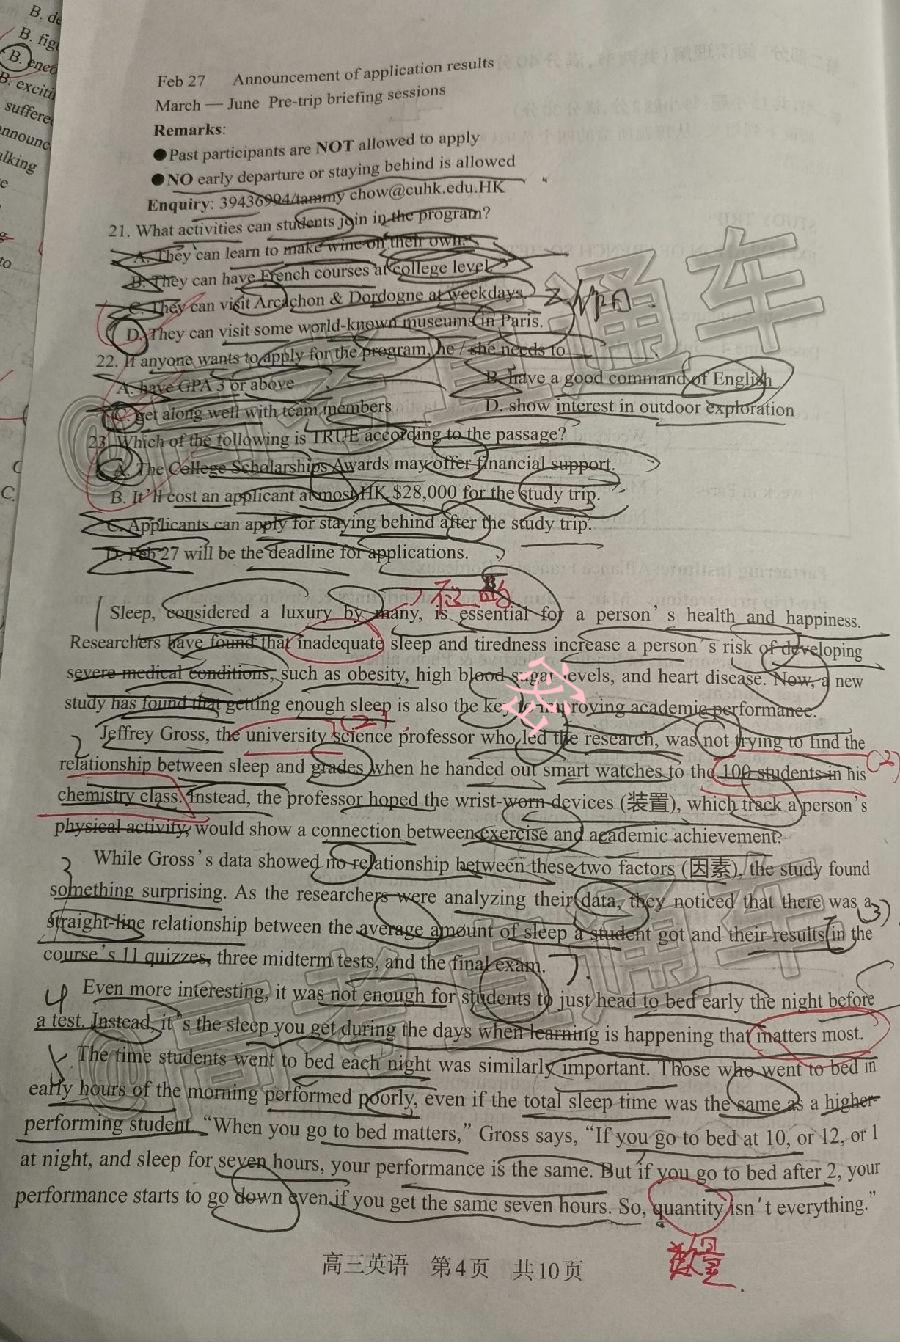 B. de
B. fig
B. ened
B. exciti
suffere
nnounc
lking
to
C
C.
Feb 27 Announcement of application results
March — June Pre-trip briefing sessions
Remarks:
●Past participants are NOT allowed to apply
●NO early departure or staying behind is allowed
Enquiry: 39436904/tammy chow@cuhk.edu.HK
21. What activities can students join in the program?
A. They can learn to make wine on their own.
B. They can have French courses at college level.
C. They can visit Arcachon & Dordogne at weekdays.
D. They can visit some world-known museums in Paris.
22. If anyone wants to apply for the program, he / she needs to
A. have GPA 3 or above B. have a good command of English
C. get along well with team members D. show interest in outdoor exploration
23. Which of the following is TRUE according to the passage?
A. The College Scholarships Awards may offer financial support.
B. It'll cost an applicant at most HK $28,000 for the study trip.
C. Applicants can apply for staying behind after the study trip.
D. Feb 27 will be the deadline for applications.
B
Sleep, considered a luxury by many, is essential for a person's health and happiness.
Researchers have found that inadequate sleep and tiredness increase a person's risk of developing
severe medical conditions, such as obesity, high blood sugar levels, and heart disease. Now, a new
study has found that getting enough sleep is also the key to improving academic performance.
Jeffrey Gross, the university science professor who led the research, was not trying to find the
relationship between sleep and grades when he handed out smart watches to the 100 students in his
chemistry class. Instead, the professor hoped the wrist-worn devices (装置), which track a person's
physical activity, would show a connection between exercise and academic achievement.
While Gross's data showed no relationship between these two factors (因素), the study found
something surprising. As the researchers were analyzing their data, they noticed that there was a
straight-line relationship between the average amount of sleep a student got and their results in the
course's 11 quizzes, three midterm tests, and the final exam.
Even more interesting, it was not enough for students to just head to bed early the night before
a test. Instead, it's the sleep you get during the days when learning is happening that matters most.
The time students went to bed each night was similarly important. Those who went to bed in
early hours of the morning performed poorly, even if the total sleep time was the same as a higher-
performing student. "When you go to bed matters," Gross says, "If you go to bed at 10, or 12, or 1
at night, and sleep for seven hours, your performance is the same. But if you go to bed after 2, your
performance starts to go down even if you get the same seven hours. So, quantity isn't everything."
数量
高三英语 第4页 共10页
@高考直通车
@高考直通车
密